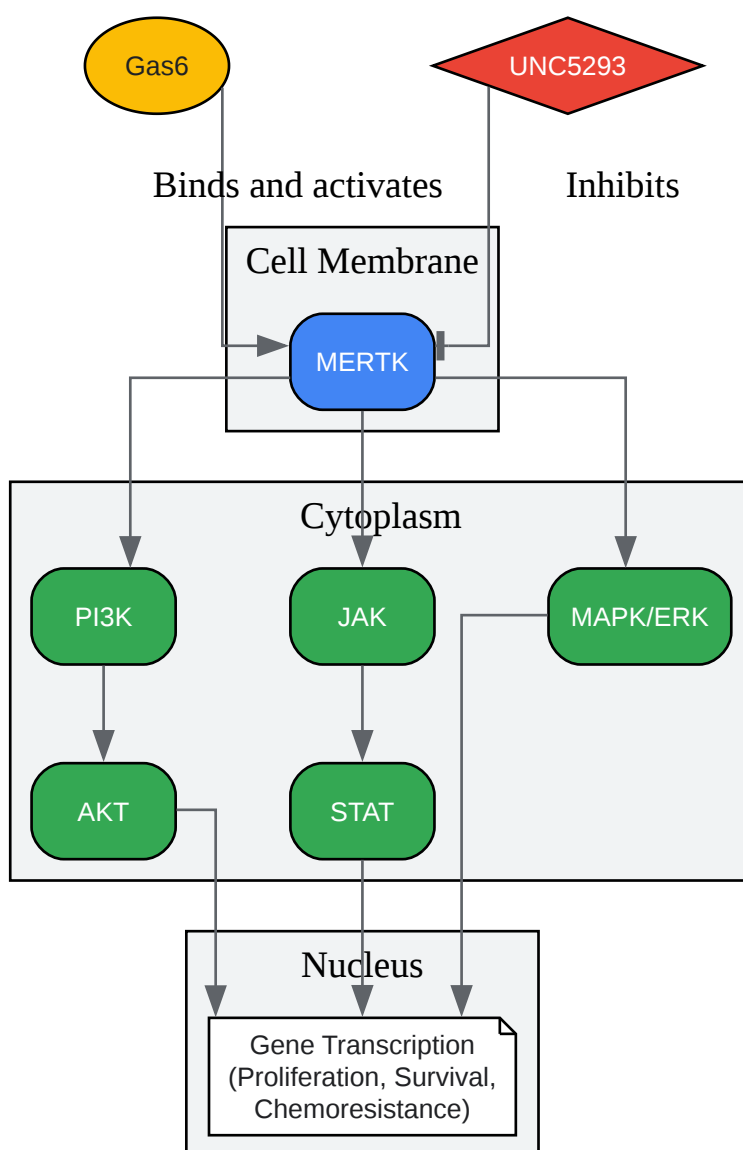 Gas6
UNC5293
Binds and activates
Inhibits
Cell Membrane
MERTK
Cytoplasm
PI3K
JAK
MAPK/ERK
AKT
STAT
Nucleus
Gene Transcription
(Proliferation, Survival,
Chemoresistance)